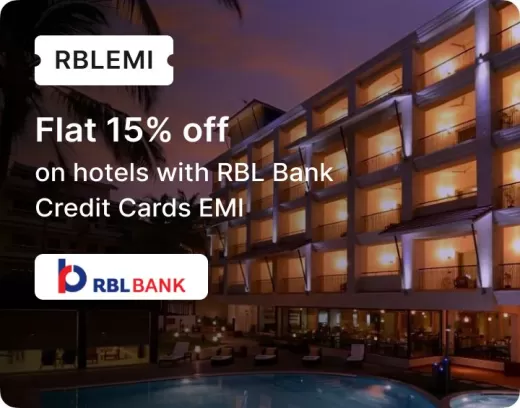 RBLEMI
Flat 15% off
on hotels with RBL Bank
Credit Cards EMI
RBLBANK